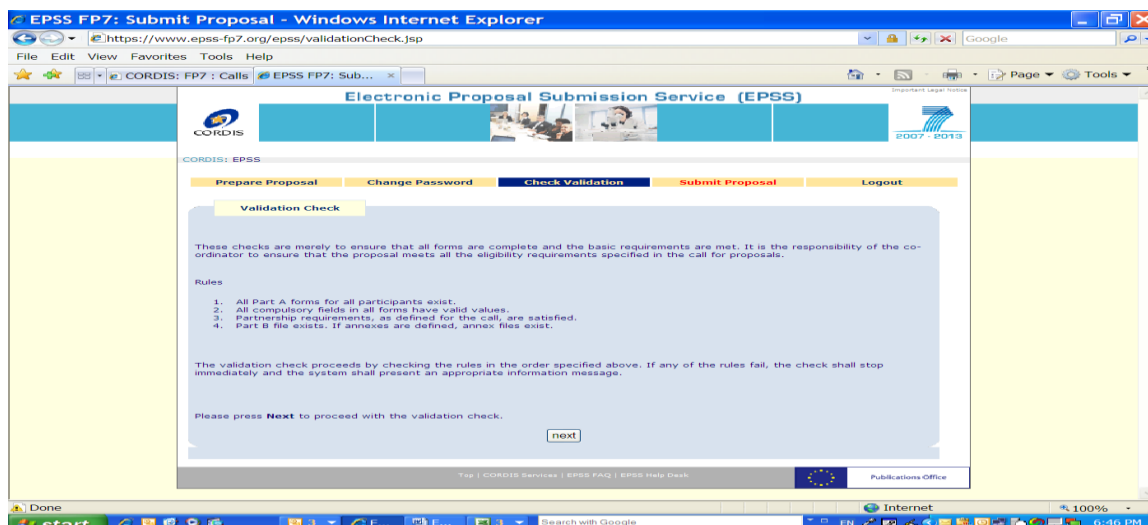 EPSS FP7: Submit Proposal - Windows Internet Explorer
https://www.epss-fp7.org/epss/validationCheck.jsp
Google
File Edit View Favorites Tools Help
CORDIS: FP7 : Calls EPSS FP7: Sub... Page Tools
Important Legal Notice
Electronic Proposal Submission Service (EPSS)
CORDIS
2007 - 2013
CORDIS: EPSS
Prepare Proposal Change Password Check Validation Submit Proposal Logout
Validation Check
These checks are merely to ensure that all forms are complete and the basic requirements are met. It is the responsibility of the co-
ordinator to ensure that the proposal meets all the eligibility requirements specified in the call for proposals.
Rules
1. All Part A forms for all participants exist.
2. All compulsory fields in all forms have valid values.
3. Partnership requirements, as defined for the call, are satisfied.
4. Part B file exists. If annexes are defined, annex files exist.
The validation check proceeds by checking the rules in the order specified above. If any of the rules fail, the check shall stop
immediately and the system shall present an appropriate information message.
Please press Next to proceed with the validation check.
next
Top | CORDIS Services | EPSS FAQ | EPSS Help Desk
Publications Office
Done Internet 100%
start 3 E... 3 Search with Google EN 6:46 PM